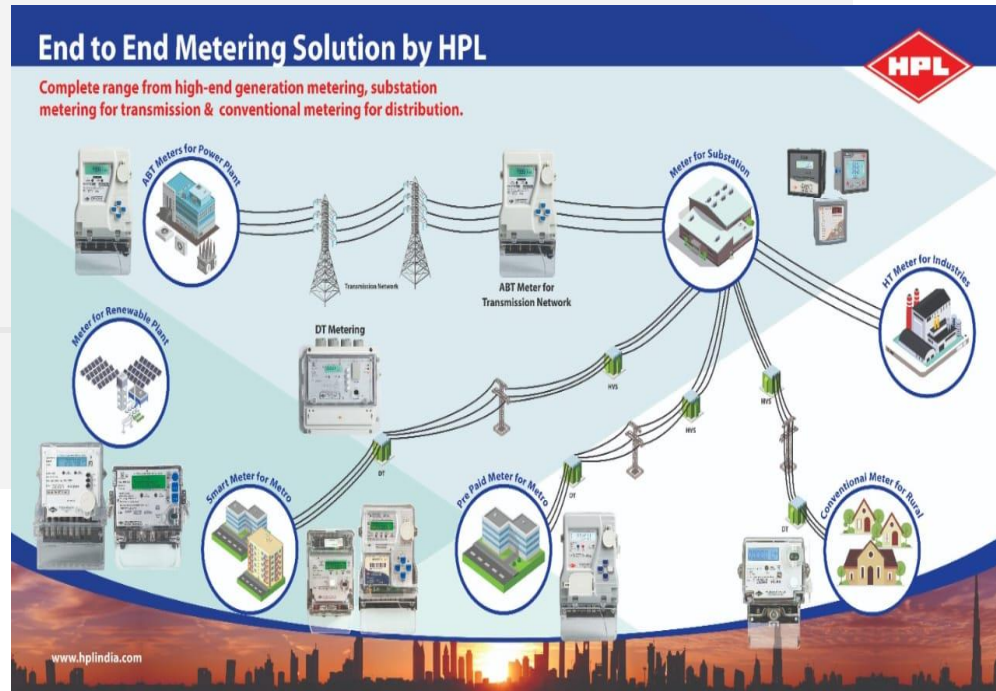 End to End Metering Solution by HPL
HPL
Complete range from high-end generation metering, substation
metering for transmission & conventional metering for distribution.
ABT Meters for Power Plant
Meter for Substation
Transmission Network
ABT Meter for
Transmission Network
HT Meter for Industries
Meter for Renewable Plant
DT Metering
HVS
HVS
HVS
DT
DT
DT
Smart Meter for Metro
Pre Paid Meter for Metro
Conventional Meter for Rural
www.hplindia.com